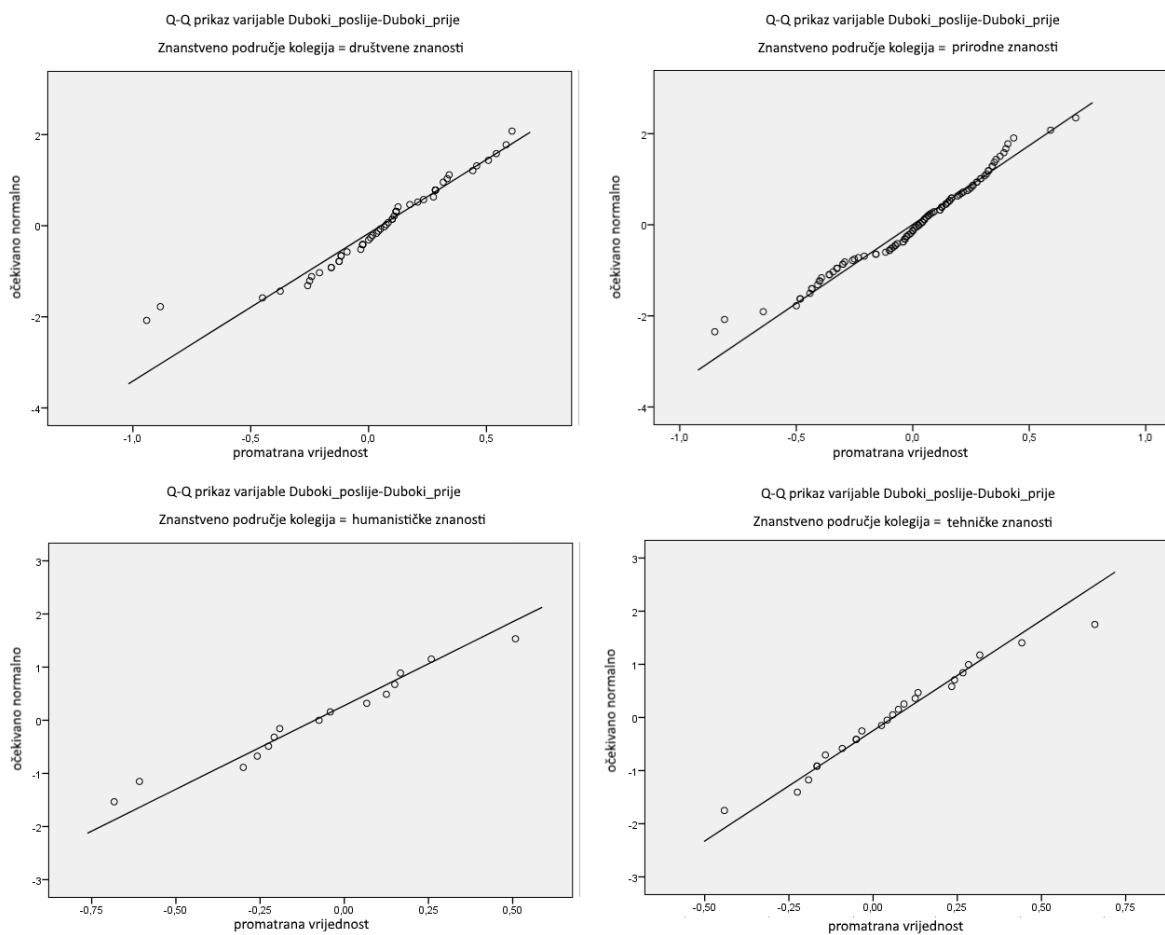 Q-Q prikaz varijable Duboki_poslije-Duboki_prije
Znanstveno područje kolegija = društvene znanosti
očekivano normalno
2
0
-2
-4
-1,0
-0,5
0,0
0,5
promatrana vrijednost
Q-Q prikaz varijable Duboki_poslije-Duboki_prije
Znanstveno područje kolegija = prirodne znanosti
očekivano normalno
2
0
-2
-4
-1,0
-0,5
0,0
0,5
1,0
promatrana vrijednost
Q-Q prikaz varijable Duboki_poslije-Duboki_prije
Znanstveno područje kolegija = humanističke znanosti
očekivano normalno
3
2
1
0
-1
-2
-3
-0,75
-0,50
-0,25
0,00
0,25
0,50
promatrana vrijednost
Q-Q prikaz varijable Duboki_poslije-Duboki_prije
Znanstveno područje kolegija = tehničke znanosti
očekivano normalno
3
2
1
0
-1
-2
-3
-0,50
-0,25
0,00
0,25
0,50
0,75
promatrana vrijednost